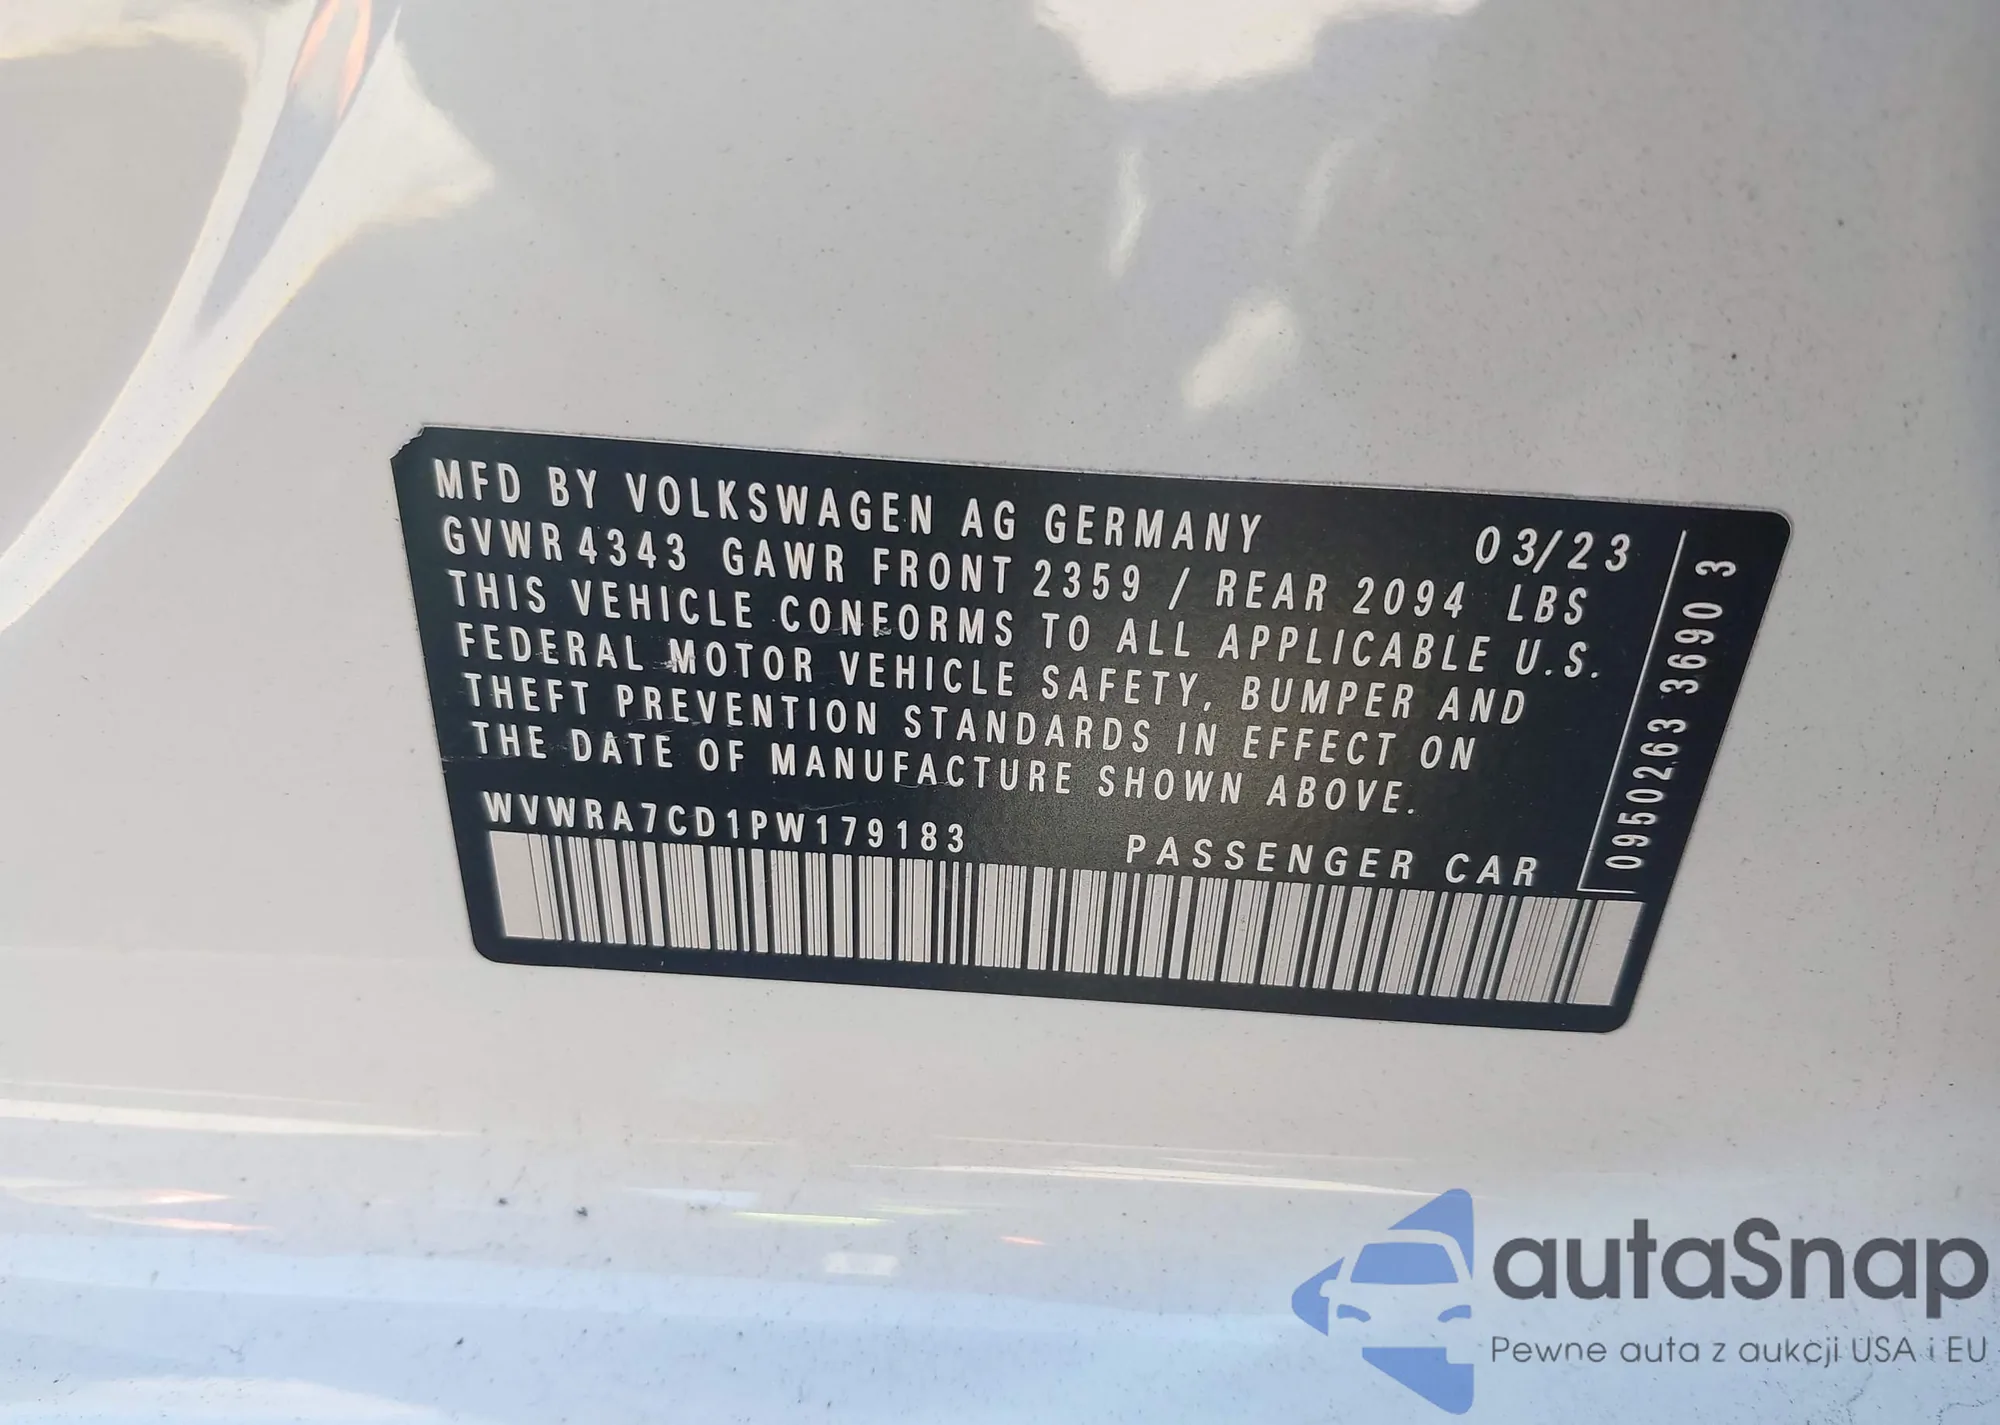 MFD BY VOLKSWAGEN AG GERMANY 03/23
GVWR 4343 GAWR FRONT 2359 / REAR 2094 LBS
THIS VEHICLE CONFORMS TO ALL APPLICABLE U.S.
FEDERAL MOTOR VEHICLE SAFETY, BUMPER AND
THEFT PREVENTION STANDARDS IN EFFECT ON
THE DATE OF MANUFACTURE SHOWN ABOVE.
WVWRA7CD1PW179183 PASSENGER CAR
0950263 3690 3
autaSnap
Pewne auta z aukcji USA i EU